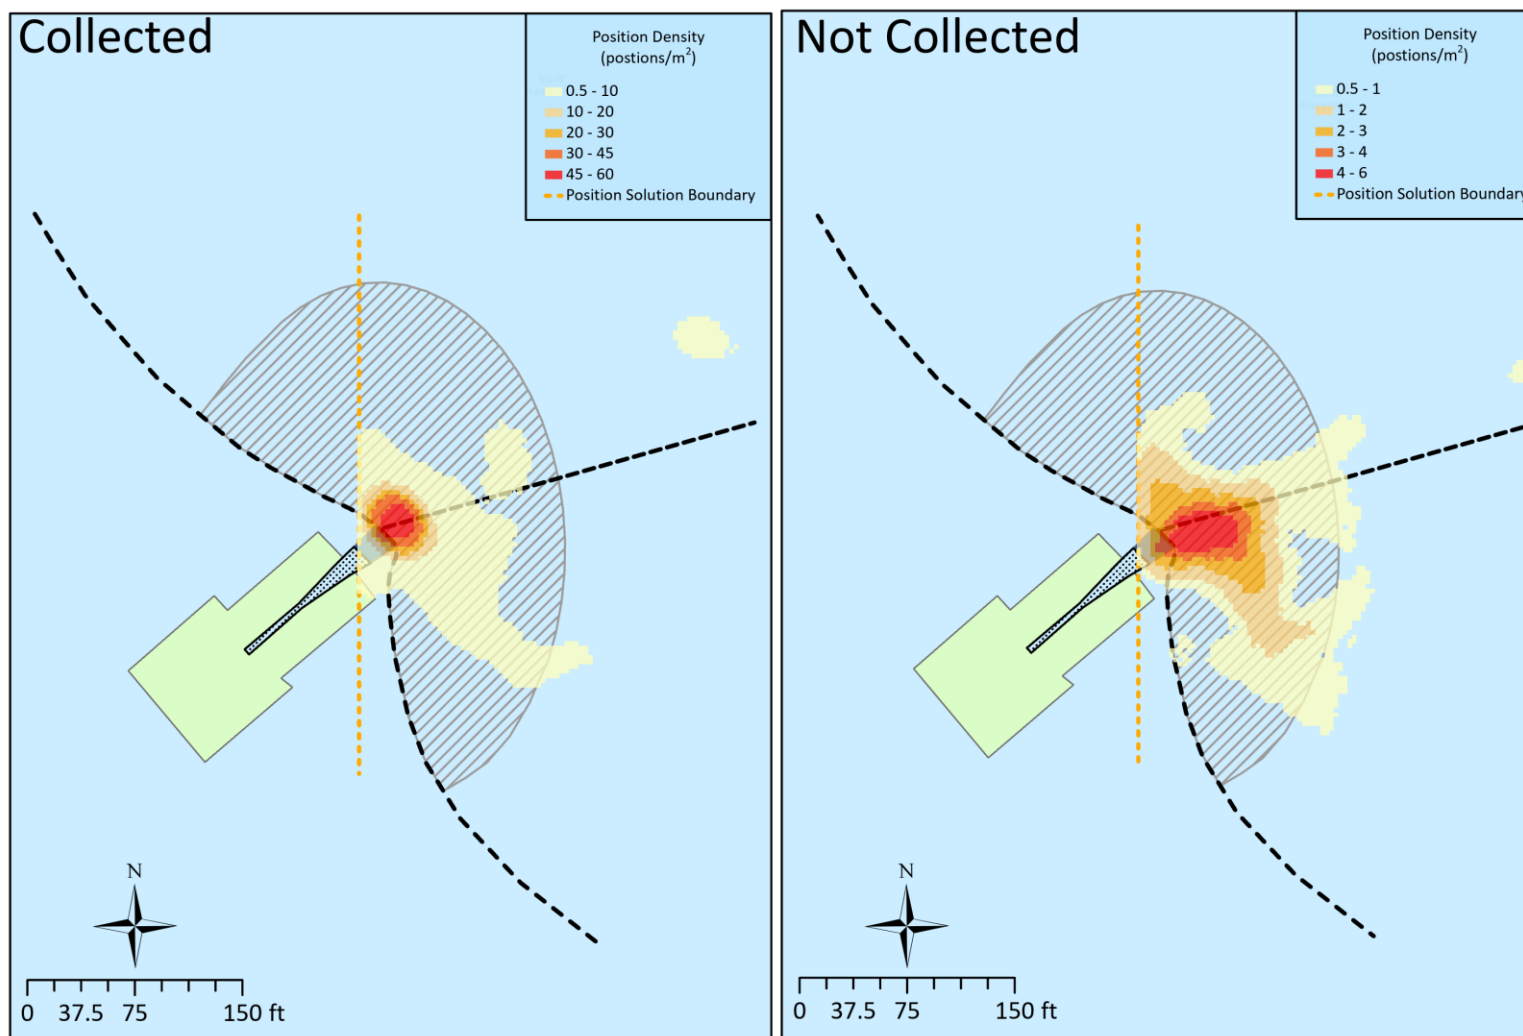 Collected
Position Density
(postions/m²)
0.5 - 10
10 - 20
20 - 30
30 - 45
45 - 60
Position Solution Boundary
N
0 37.5 75 150 ft
Not Collected
Position Density
(postions/m²)
0.5 - 1
1 - 2
2 - 3
3 - 4
4 - 6
Position Solution Boundary
N
0 37.5 75 150 ft